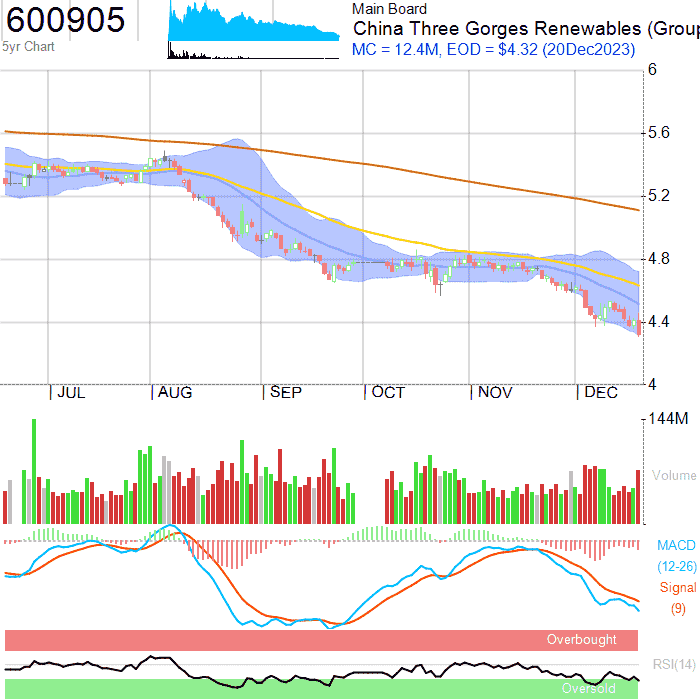 600905
5yr Chart
Main Board
China Three Gorges Renewables (Group
MC = 12.4M, EOD = $4.32 (20Dec2023)
6
5.6
5.2
4.8
4.4
4
JUL AUG SEP OCT NOV DEC
144M
Volume
MACD
(12-26)
Signal
(9)
Overbought
RSI(14)
Oversold